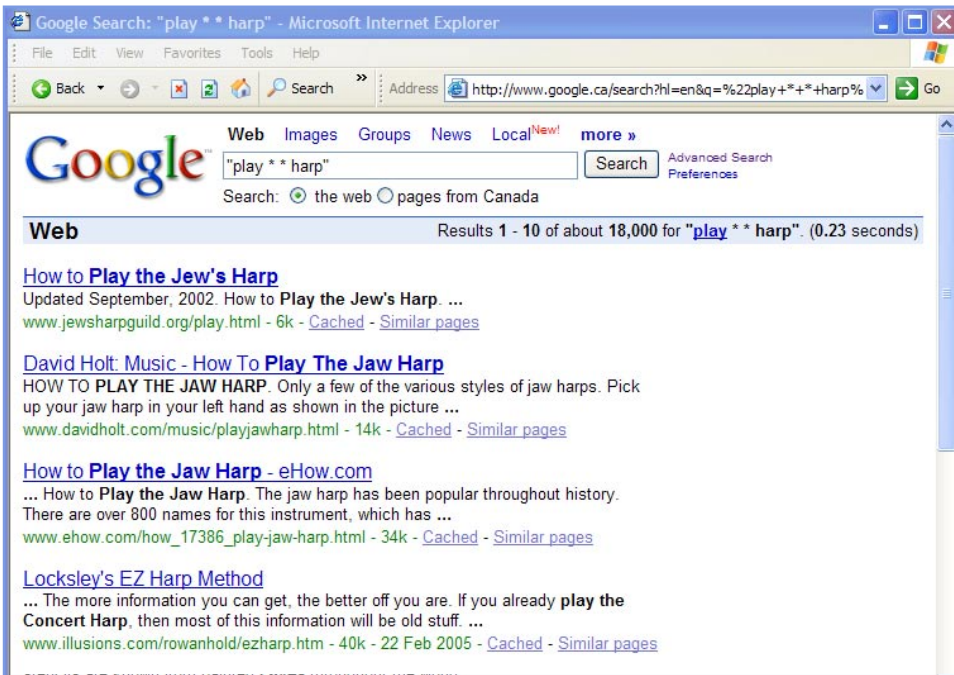 Google Search: "play * * harp" - Microsoft Internet Explorer
File Edit View Favorites Tools Help
Back Search » Address http://www.google.ca/search?hl=en&q=%22play+*+*+harp% Go
Web Images Groups News Local New! more »
Google™ "play * * harp" Search Advanced Search
Preferences
Search: the web pages from Canada
Web Results 1 - 10 of about 18,000 for "play * * harp". (0.23 seconds)
How to Play the Jew's Harp
Updated September, 2002. How to Play the Jew's Harp. ...
www.jewsharpguild.org/play.html - 6k - Cached - Similar pages
David Holt: Music - How To Play The Jaw Harp
HOW TO PLAY THE JAW HARP. Only a few of the various styles of jaw harps. Pick
up your jaw harp in your left hand as shown in the picture ...
www.davidholt.com/music/playjawharp.html - 14k - Cached - Similar pages
How to Play the Jaw Harp - eHow.com
... How to Play the Jaw Harp. The jaw harp has been popular throughout history.
There are over 800 names for this instrument, which has ...
www.ehow.com/how_17386_play-jaw-harp.html - 34k - Cached - Similar pages
Locksley's EZ Harp Method
... The more information you can get, the better off you are. If you already play the
Concert Harp, then most of this information will be old stuff. ...
www.illusions.com/rowanhold/ezharp.htm - 40k - 22 Feb 2005 - Cached - Similar pages